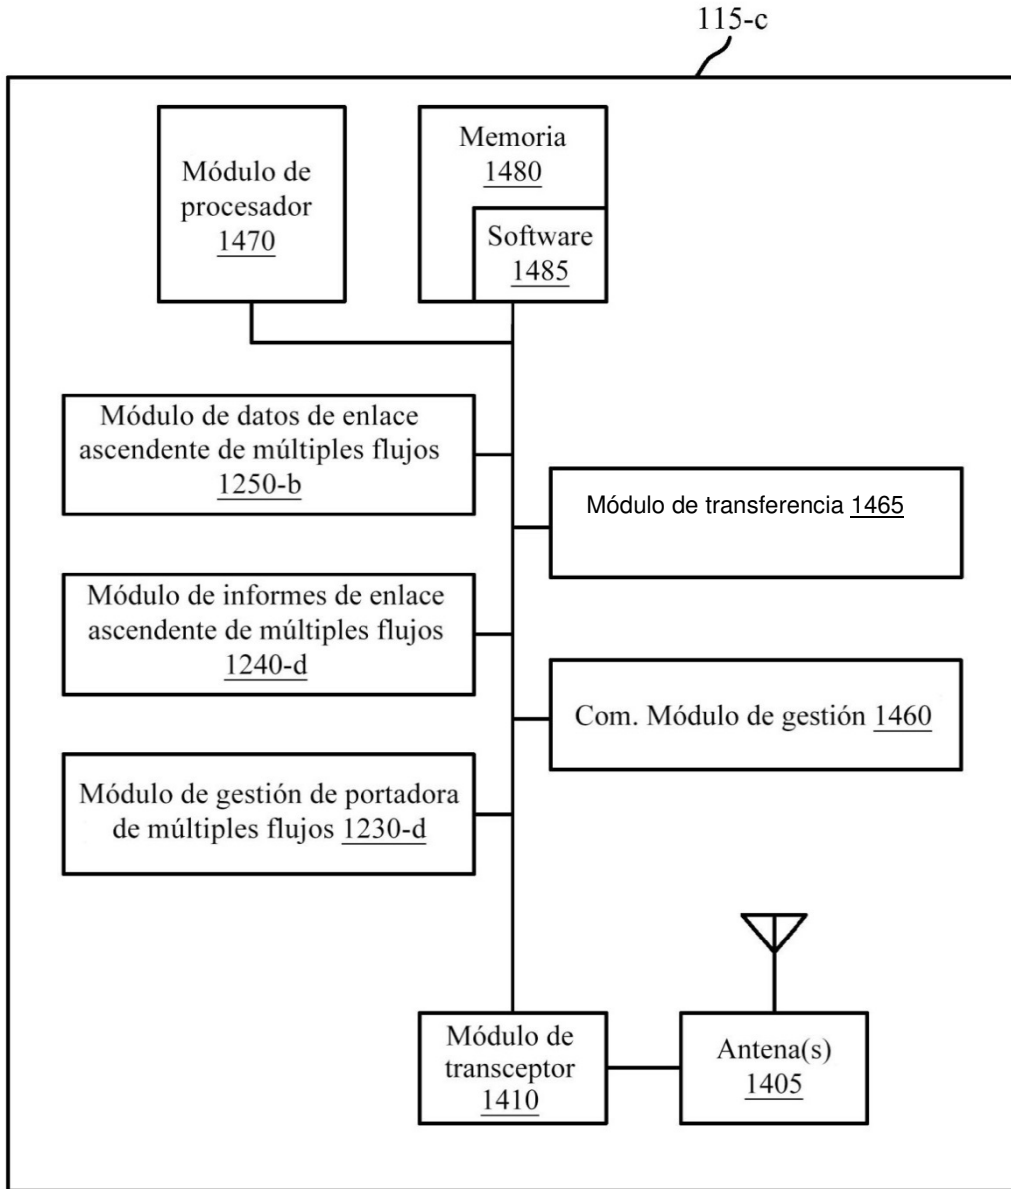 115-c
Módulo de
procesador
1470
Memoria
1480
Software
1485
Módulo de datos de enlace
ascendente de múltiples flujos
1250-b
Módulo de transferencia 1465
Módulo de informes de enlace
ascendente de múltiples flujos
1240-d
Com. Módulo de gestión 1460
Módulo de gestión de portadora
de múltiples flujos 1230-d
Módulo de
transceptor
1410
Antena(s)
1405